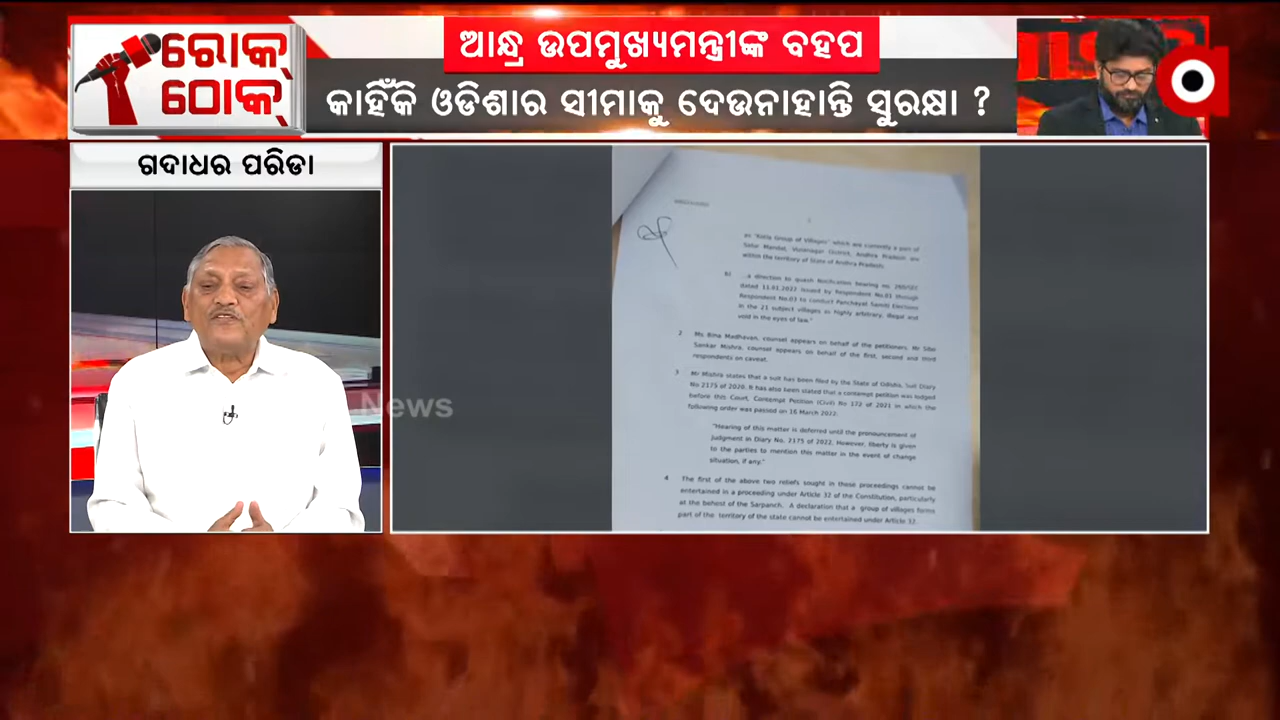 ରୋକ୍
ଠୋକ୍
ଆନ୍ଧ୍ର ଉପମୁଖ୍ୟମନ୍ତ୍ରୀଙ୍କ ବହପ
କାହିଁକି ଓଡିଶାର ସୀମାକୁ ଦେଉନାହାନ୍ତି ସୁରକ୍ଷା ?
ଗଦାଧର ପରିଡା
News
as "Kotia Group of Villages" which are currently a part of
Salur Mandal, Vizianagar District, Andhra Pradesh are
within the territory of State of Andhra Pradesh.
b) ...a direction to quash Notification bearing no.
dated 11.01.2022 issued by Respondent No.01 through
Respondent No.03 to conduct Panchayat Samiti Elections
in the 21 subject villages as highly arbitrary, illegal and
void in the eyes of law."
2 Ms Bina Madhavan, counsel appears on behalf of the petitioners. Mr Sibo
Sankar Mishra, counsel appears on behalf of the first, second and third
respondents on caveat.
3 Mr Mishra states that a suit has been filed by the State of Odisha, Suit Diary
No 2175 of 2020. It has also been stated that a contempt petition was lodged
before this Court, Contempt Petition (Civil) No 172 of 2021 in which the
following order was passed on 16 March 2022:
"Hearing of this matter is deferred until the pronouncement of
judgment in Diary No. 2175 of 2022. However, liberty is given
to the parties to mention this matter in the event of change
situation, if any."
4 The first of the above two reliefs sought in these proceedings cannot be
entertained in a proceeding under Article 32 of the Constitution, particularly
at the behest of the Sarpanch. A declaration that a group of villages forms
part of the territory of the state cannot be entertained under Article 32.